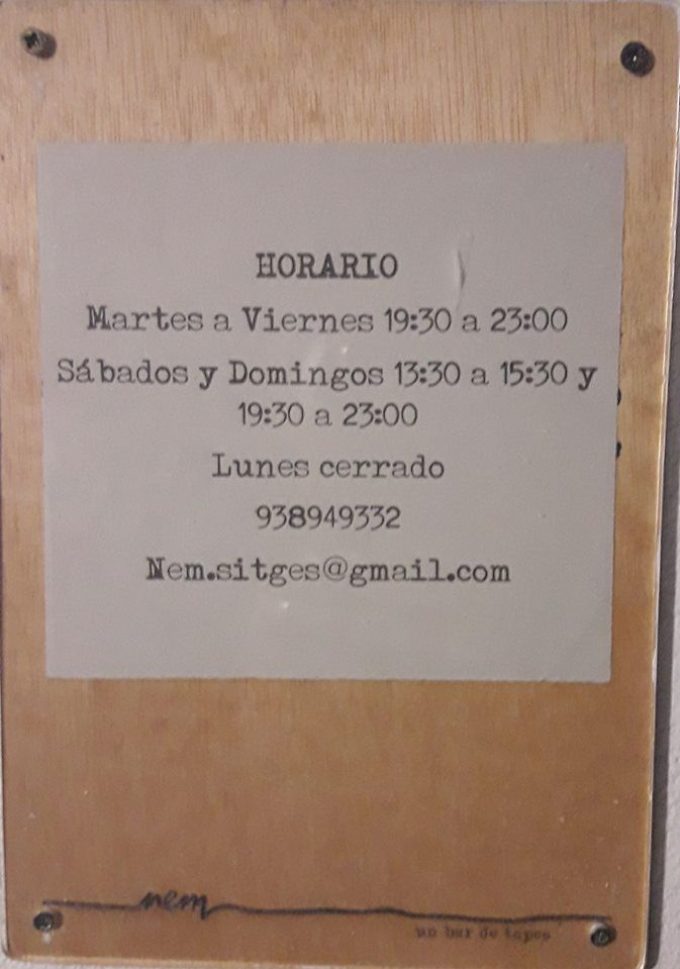 HORARIO
Martes a Viernes 19:30 a 23:00
Sábados y Domingos 13:30 a 15:30 y
19:30 a 23:00
Lunes cerrado
938949332
Nem.sitges@gmail.com
nem
un bar de tapes